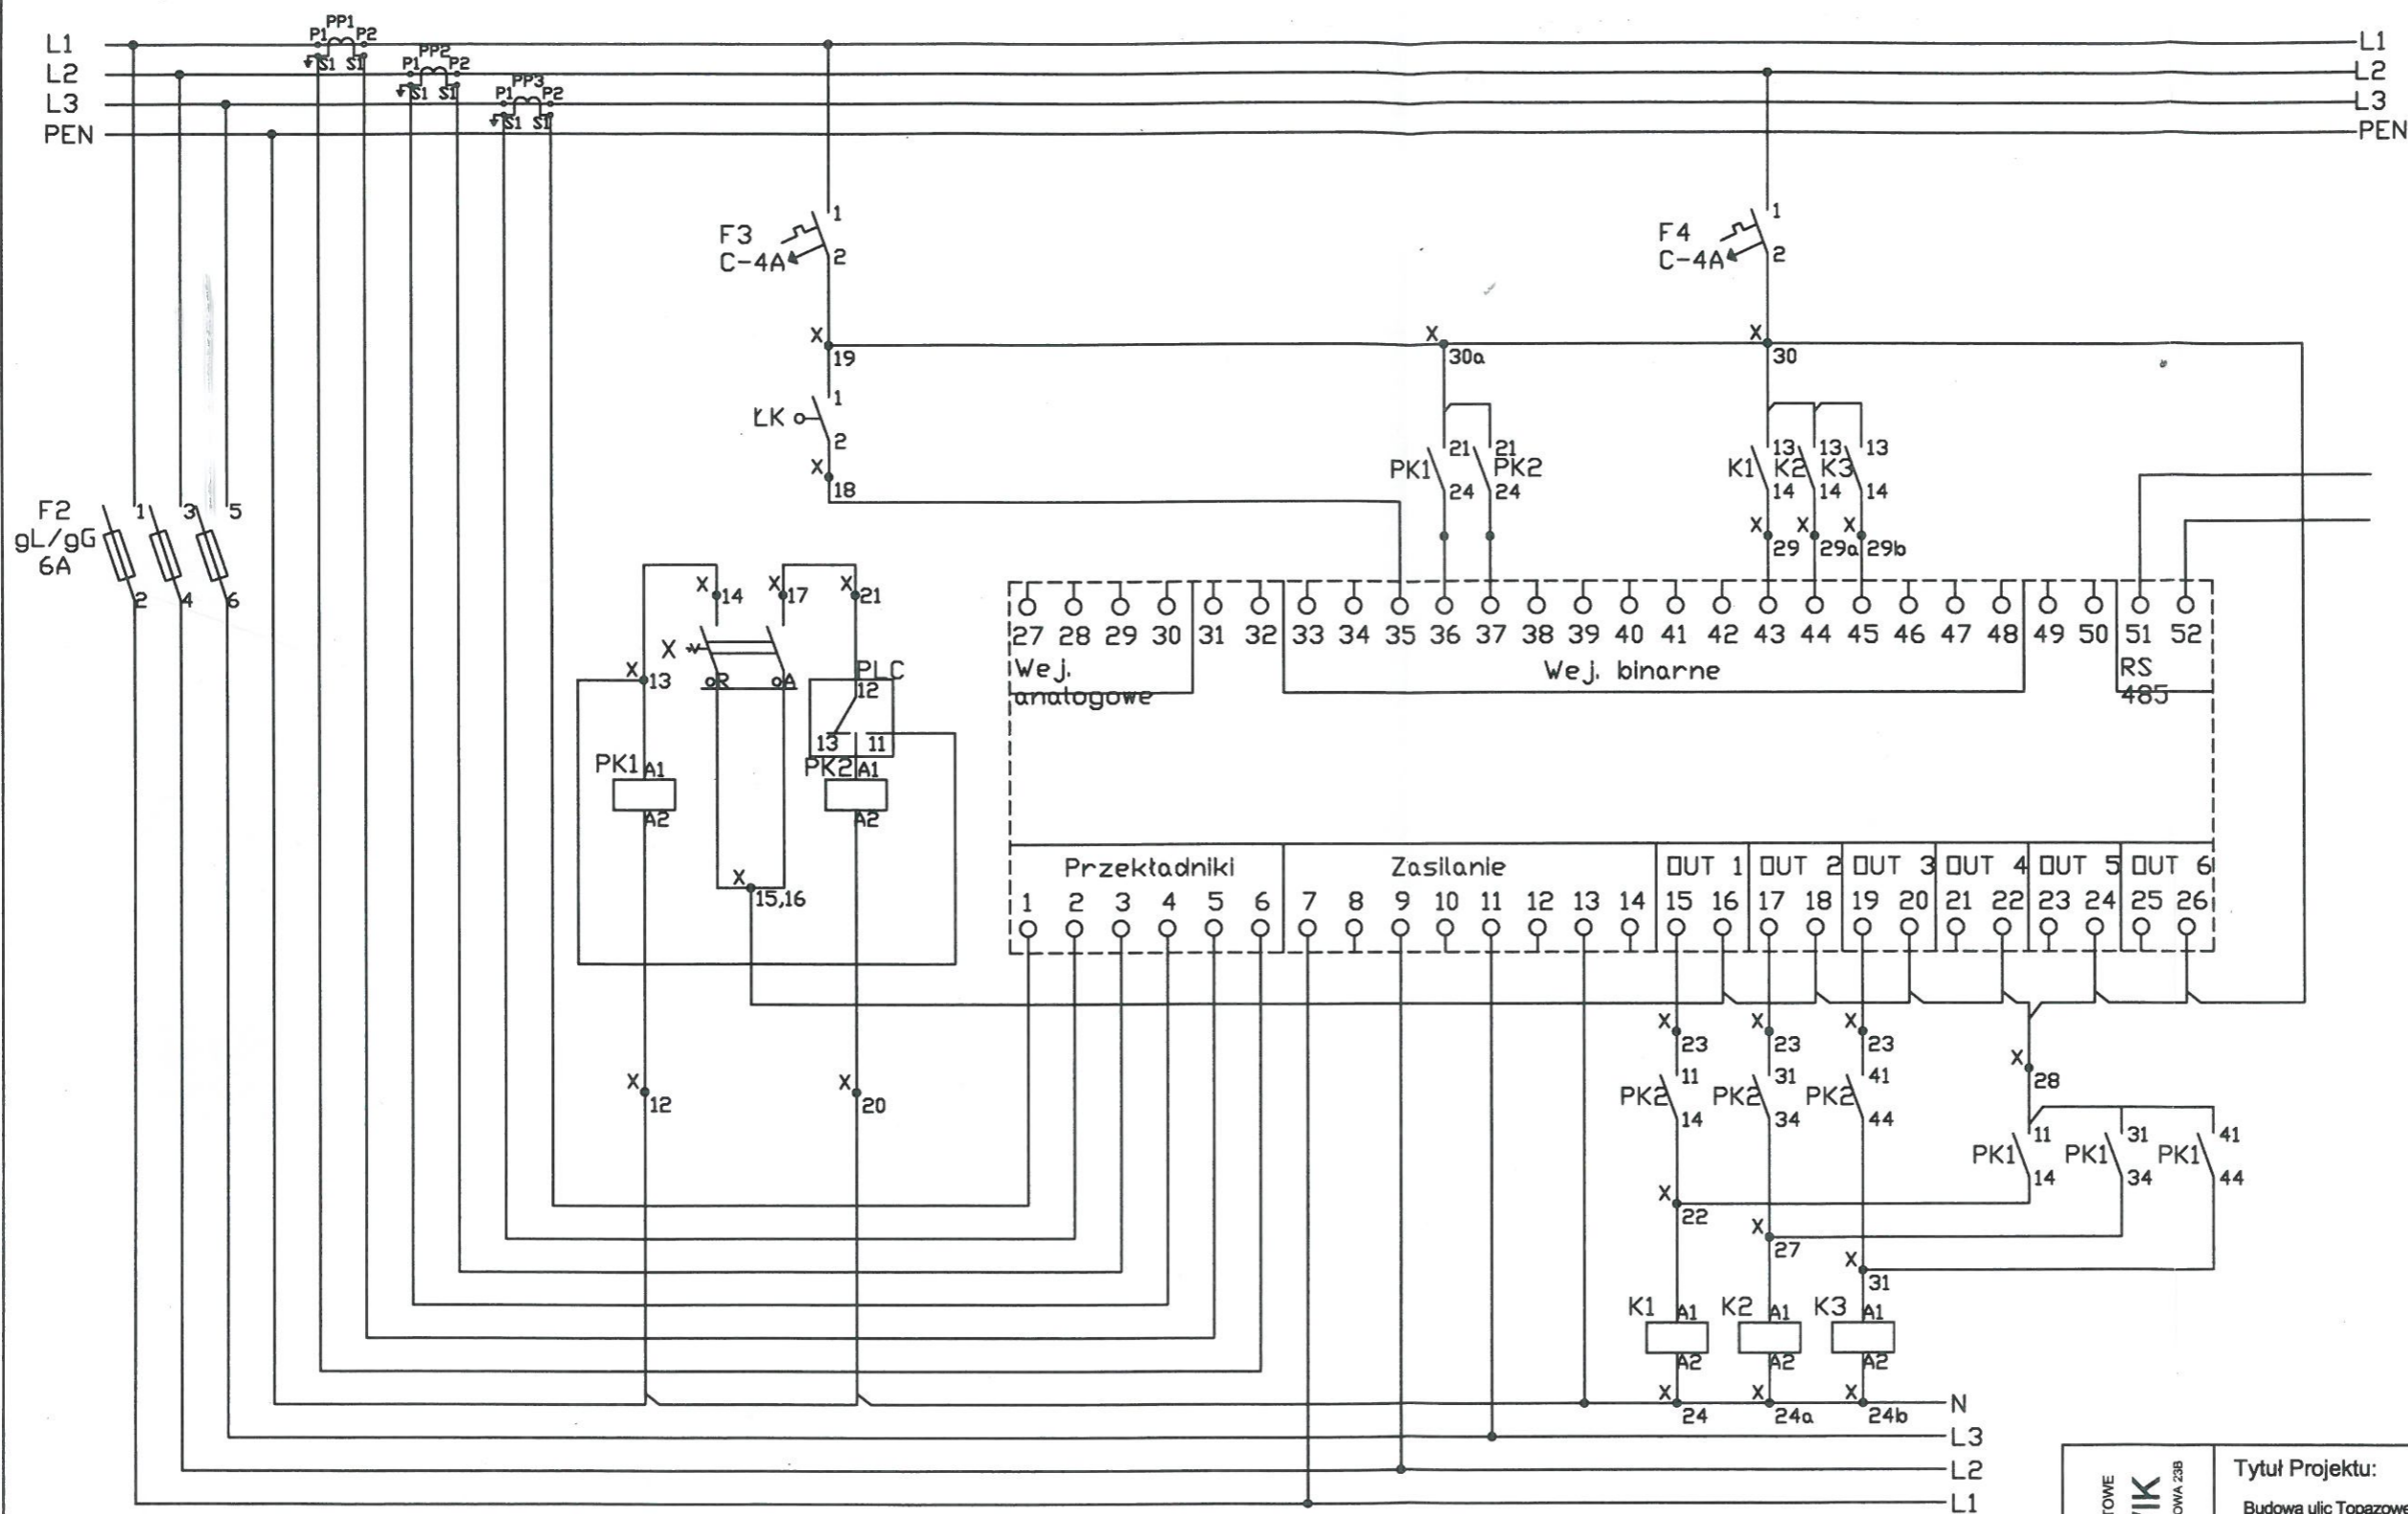 PP1
P1 P2
L1 L1
S1 S1
PP2
P1 P2
L2 L2
S1 S1
PP3
P1 P2
L3 L3
S1 S1
PEN PEN
F3
C-4A
1
2
F4
C-4A
1
2
X
19
X
30a
X
30
ŁK
1
2
X
18
PK1
21
24
21
PK2
24
K1
13
14
K2
13
14
K3
13
14
X
29
X
29a
X
29b
F2
gL/gG
6A
1 3 5
2 4 6
X
14
X
17
X
21
X
R A
X
13
PLC
12
13 11
PK1 A1
A2
PK2 A1
A2
X
15,16
X
12
X
20
27 28 29 30 31 32 33 34 35 36 37 38 39 40 41 42 43 44 45 46 47 48 49 50 51 52
Wej.
analogowe
Wej. binarne
RS
485
Przekładniki
Zasilanie
OUT 1 OUT 2 OUT 3 OUT 4 OUT 5 OUT 6
1 2 3 4 5 6 7 8 9 10 11 12 13 14 15 16 17 18 19 20 21 22 23 24 25 26
X
23
X
23
X
23
X
28
PK2
11
14
PK2
31
34
PK2
41
44
PK1
11
14
PK1
31
34
PK1
41
44
X
22
X
27
X
31
K1 A1
A2
K2 A1
A2
K3 A1
A2
X
24
X
24a
X
24b
N
L3
L2
L1
Tytuł Projektu: